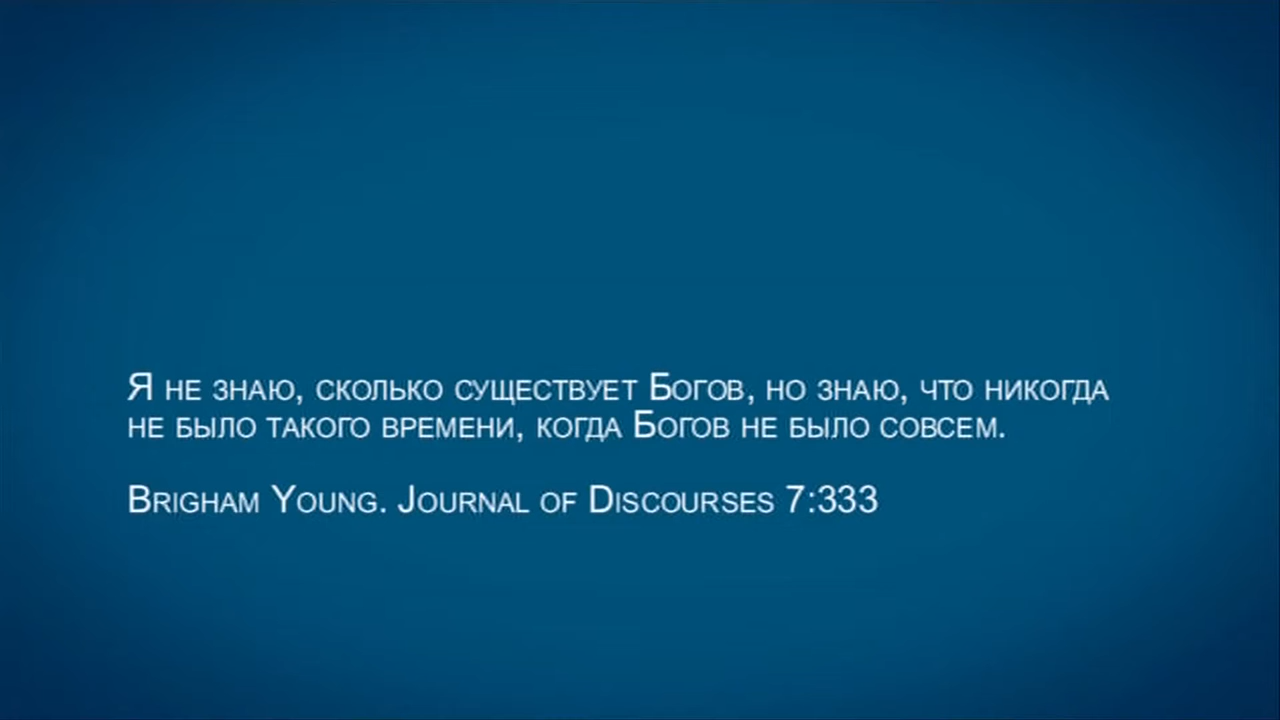 Я не знаю, сколько существует Богов, но знаю, что никогда
не было такого времени, когда Богов не было совсем.
Brigham Young. Journal of Discourses 7:333